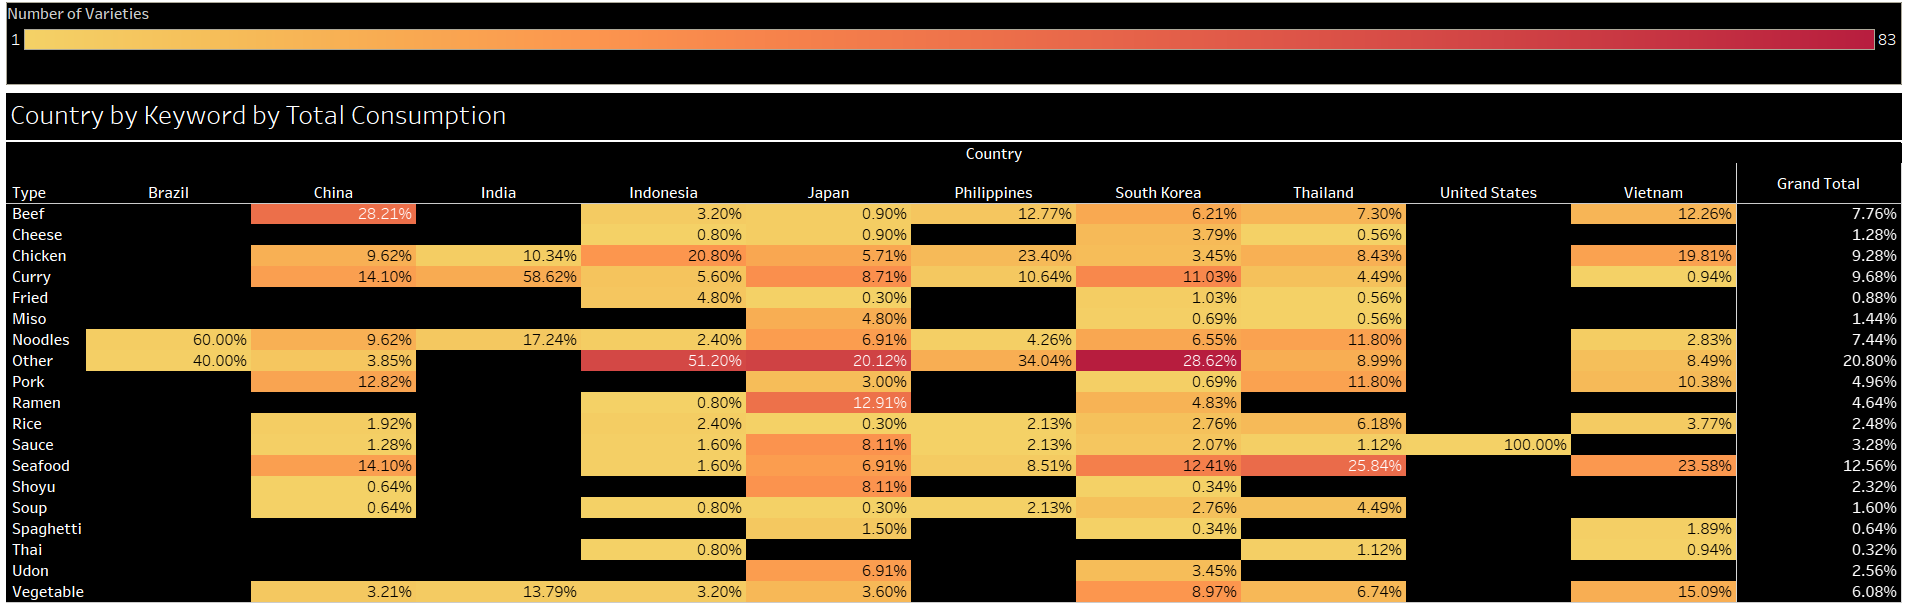 Number of Varieties
1 83
Country by Keyword by Total Consumption
Country
Type Brazil China India Indonesia Japan Philippines South Korea Thailand United States Vietnam Grand Total
Beef 28.21% 3.20% 0.90% 12.77% 6.21% 7.30% 12.26% 7.76%
Cheese 0.80% 0.90% 3.79% 0.56% 1.28%
Chicken 9.62% 10.34% 20.80% 5.71% 23.40% 3.45% 8.43% 19.81% 9.28%
Curry 14.10% 58.62% 5.60% 8.71% 10.64% 11.03% 4.49% 0.94% 9.68%
Fried 4.80% 0.30% 1.03% 0.56% 0.88%
Miso 4.80% 0.69% 0.56% 1.44%
Noodles 60.00% 9.62% 17.24% 2.40% 6.91% 4.26% 6.55% 11.80% 2.83% 7.44%
Other 40.00% 3.85% 51.20% 20.12% 34.04% 28.62% 8.99% 8.49% 20.80%
Pork 12.82% 3.00% 0.69% 11.80% 10.38% 4.96%
Ramen 0.80% 12.91% 4.83% 4.64%
Rice 1.92% 2.40% 0.30% 2.13% 2.76% 6.18% 3.77% 2.48%
Sauce 1.28% 1.60% 8.11% 2.13% 2.07% 1.12% 100.00% 3.28%
Seafood 14.10% 1.60% 6.91% 8.51% 12.41% 25.84% 23.58% 12.56%
Shoyu 0.64% 8.11% 0.34% 2.32%
Soup 0.64% 0.80% 0.30% 2.13% 2.76% 4.49% 1.60%
Spaghetti 1.50% 0.34% 1.89% 0.64%
Thai 0.80% 1.12% 0.94% 0.32%
Udon 6.91% 3.45% 2.56%
Vegetable 3.21% 13.79% 3.20% 3.60% 8.97% 6.74% 15.09% 6.08%